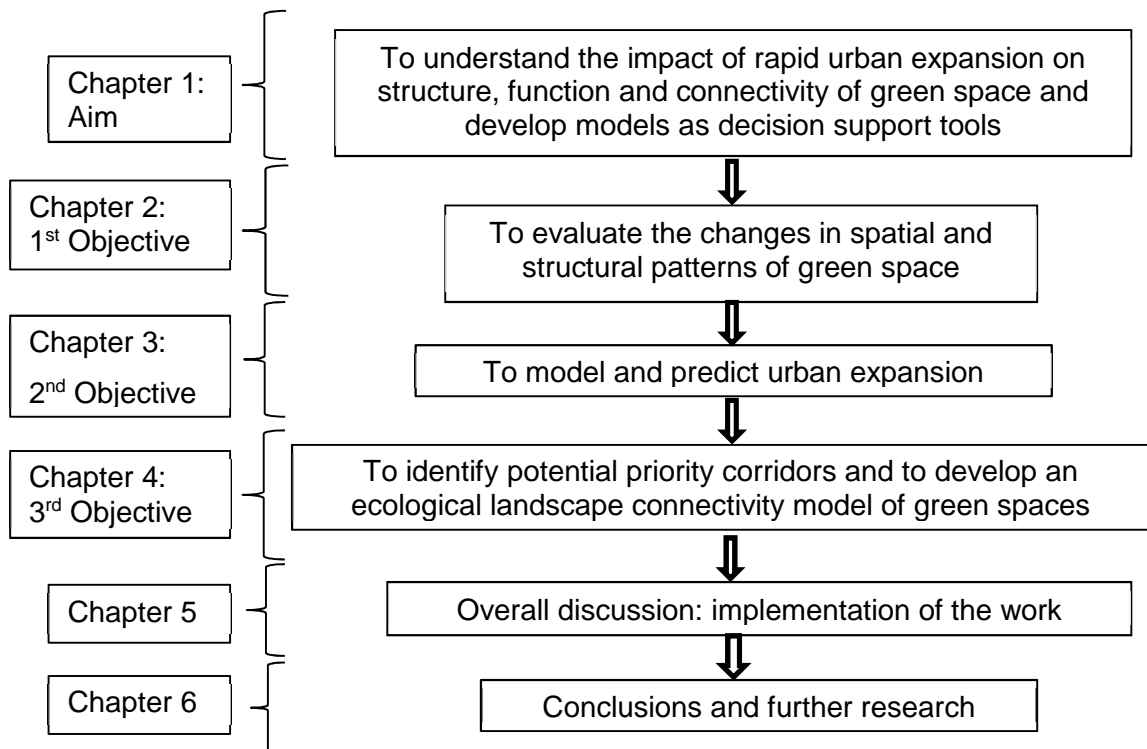 Chapter 1:
Aim
To understand the impact of rapid urban expansion on
structure, function and connectivity of green space and
develop models as decision support tools
Chapter 2:
1st Objective
To evaluate the changes in spatial and
structural patterns of green space
Chapter 3:
2nd Objective
To model and predict urban expansion
Chapter 4:
3rd Objective
To identify potential priority corridors and to develop an
ecological landscape connectivity model of green spaces
Chapter 5
Overall discussion: implementation of the work
Chapter 6
Conclusions and further research